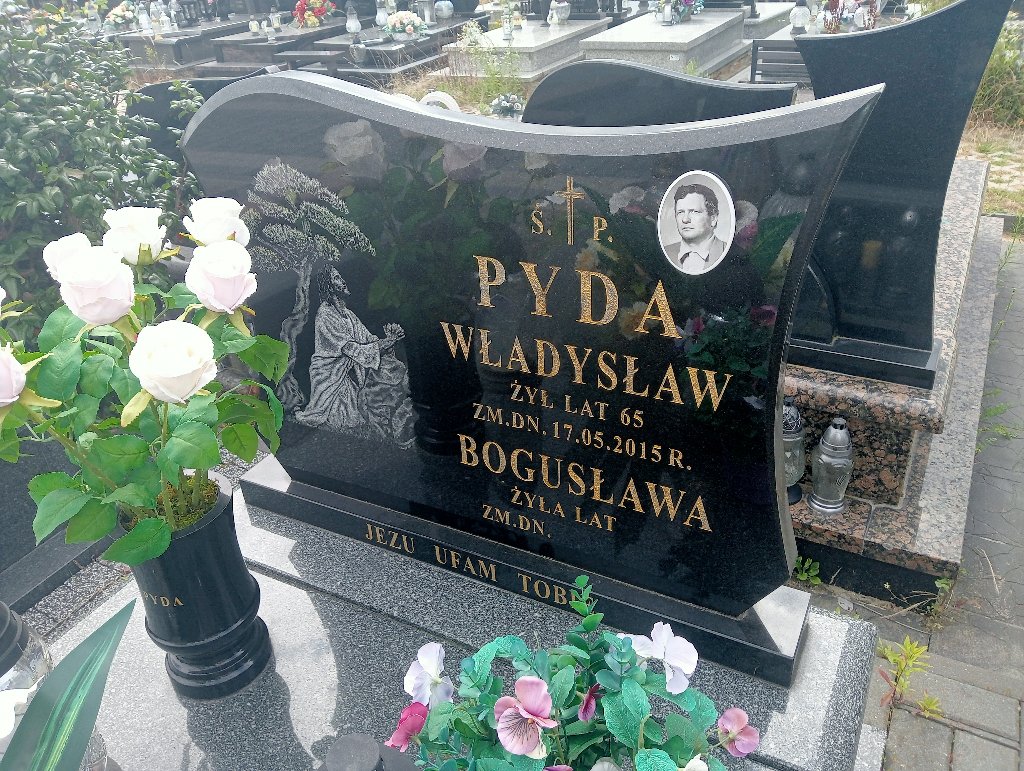 Ś. P.
PYDA
WŁADYSŁAW
ŻYŁ LAT 65
ZM.DN.17.05.2015 R.
BOGUSŁAWA
ŻYŁA LAT
ZM.DN.
JEZU UFAM TOBIE
PYDA